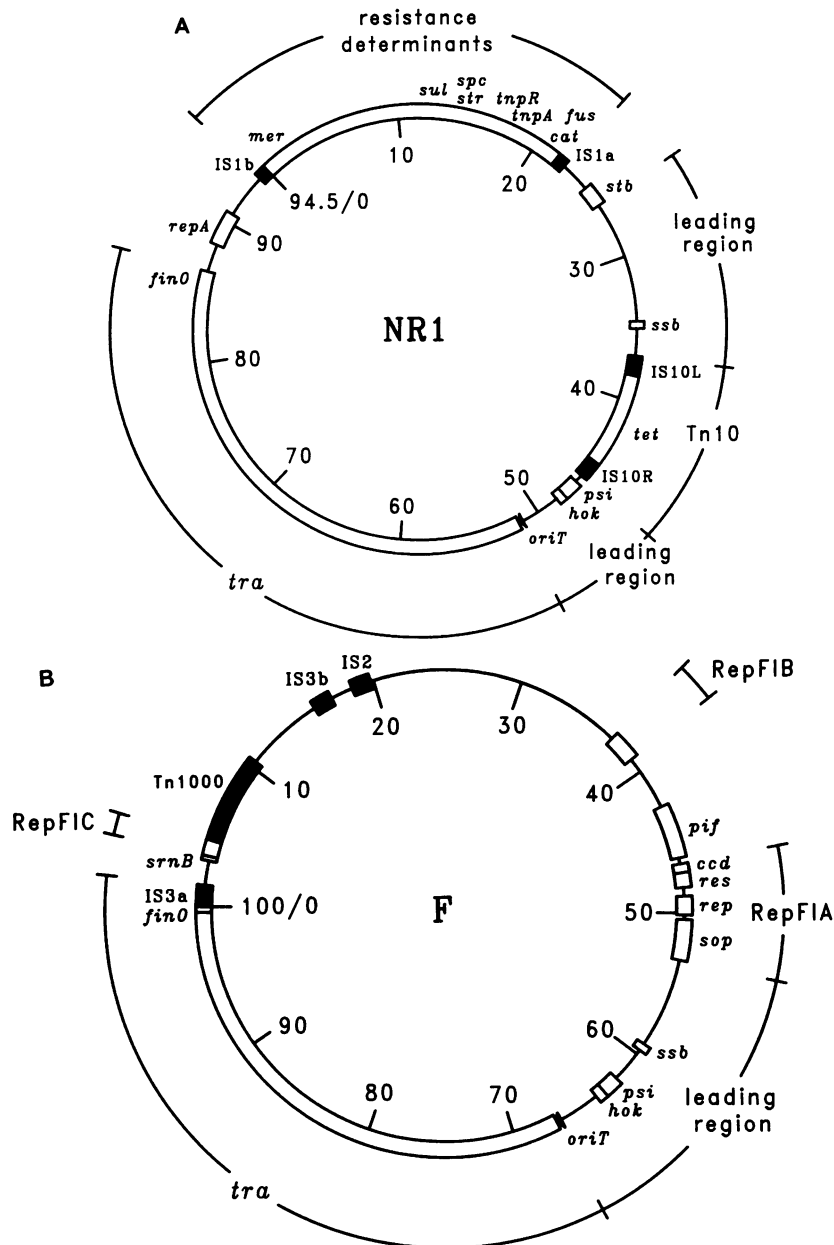 A
resistance
determinants
sul
spc
str
tnpR
tnpA
fus
cat
mer
IS1b
IS1a
10
20
94.5/0
stb
repA
90
leading
region
finO
30
NR1
ssb
80
IS10L
40
Tn10
tet
70
IS10R
50
psi
hok
60
oriT
leading
region
tra
B
IS3b
IS2
RepFIB
20
30
Tn1000
10
40
RepFIC
pif
srnB
ccd
res
IS3a
100/0
F
50
rep
RepFIA
finO
sop
90
60
ssb
80
70
psi
hok
leading
region
oriT
tra